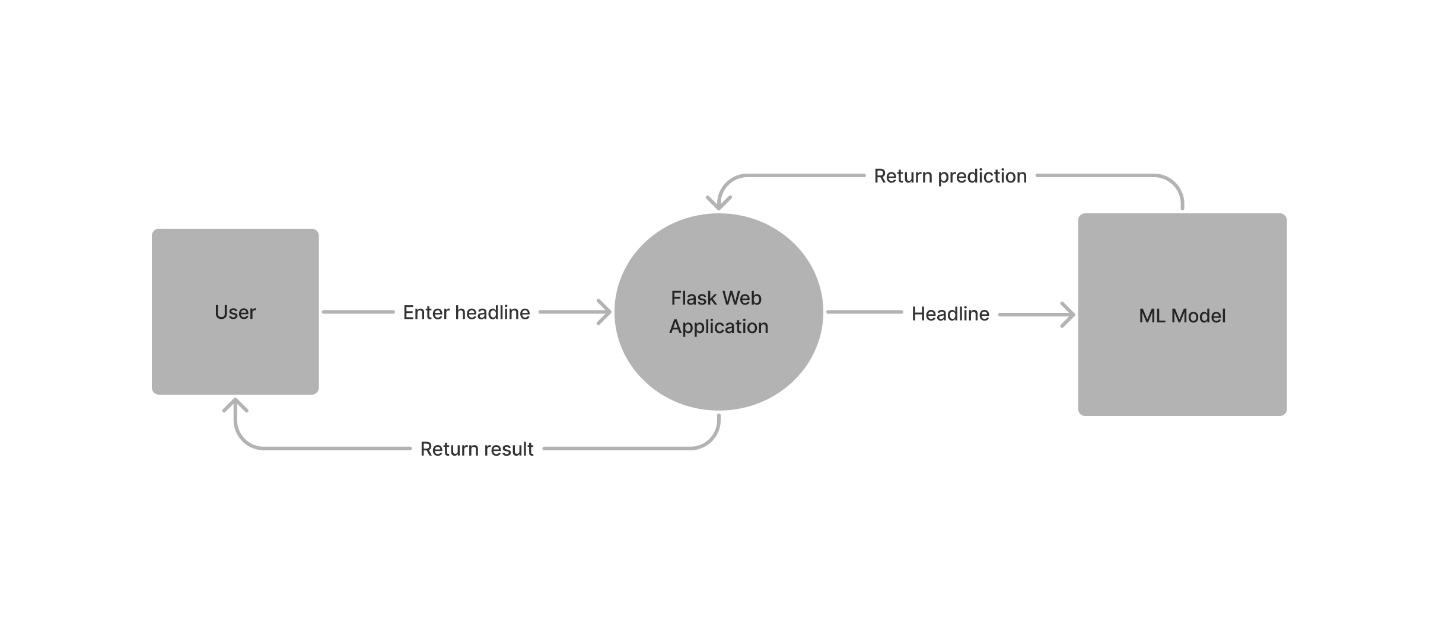 Return prediction
User
Enter headline
Flask Web
Application
Headline
ML Model
Return result